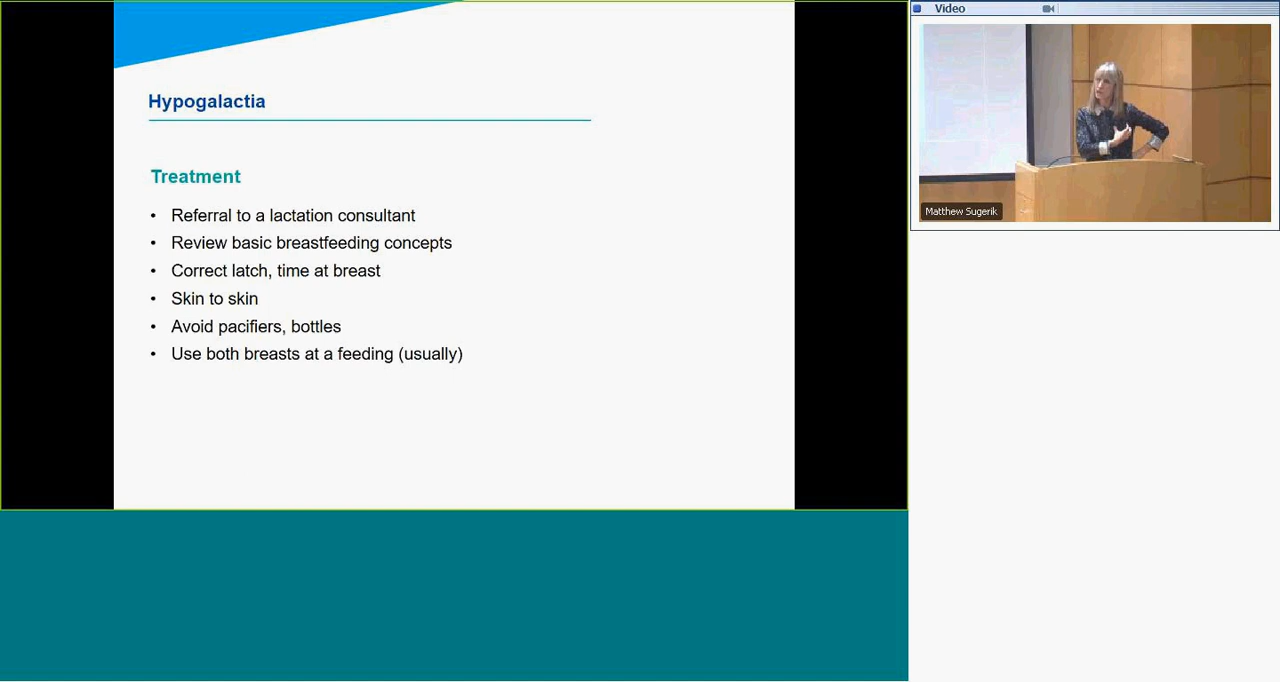 Hypogalactia
Treatment
• Referral to a lactation consultant
• Review basic breastfeeding concepts
• Correct latch, time at breast
• Skin to skin
• Avoid pacifiers, bottles
• Use both breasts at a feeding (usually)
Video
Matthew Sugerik